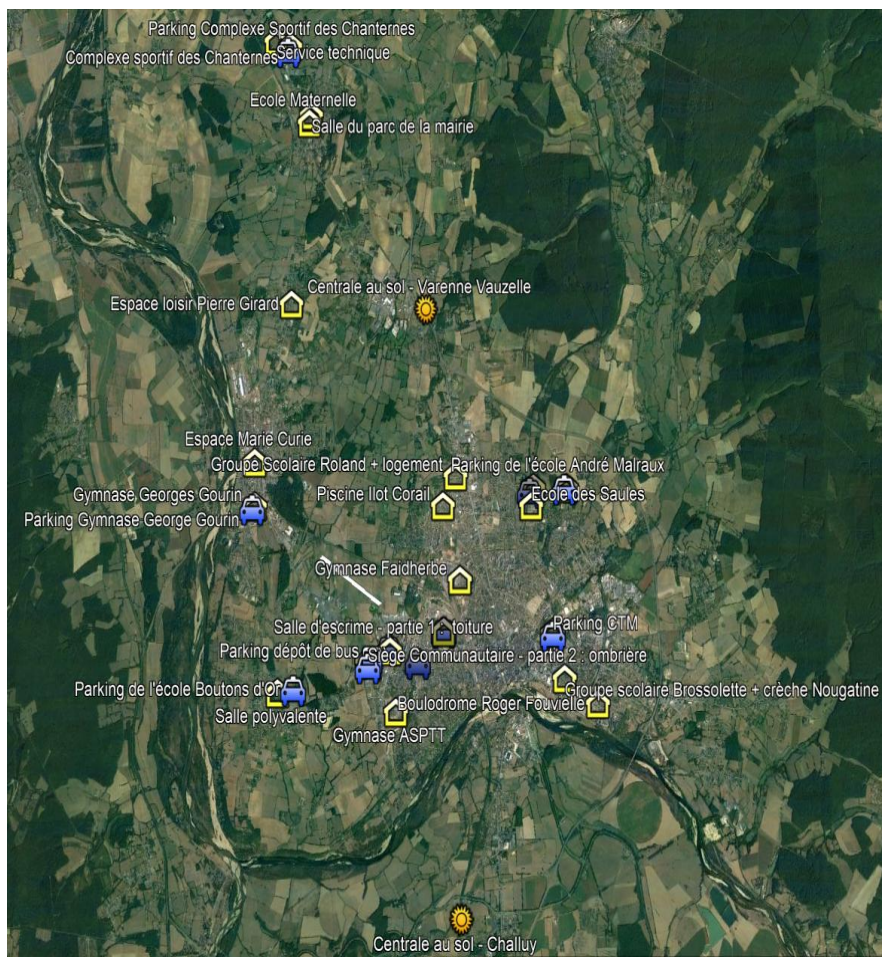 Parking Complexe Sportif des Chanternes
Complexe sportif des Chanternes
Service technique
Ecole Maternelle
Salle du parc de la mairie
Centrale au sol - Varenne Vauzelle
Espace loisir Pierre Girard
Espace Marie Curie
Groupe Scolaire Roland + logement
Parking de l'école André Malraux
Gymnase Georges Gourin
Piscine Ilot Corail
Ecole des Saules
Parking Gymnase George Gourin
Gymnase Faidherbe
Salle d'escrime - partie 1 toiture
Parking CTM
Parking dépôt de bus
Siège Communautaire - partie 2 : ombrière
Parking de l'école Boutons d'Or
Groupe scolaire Brossolette + crèche Nougatine
Boulodrome Roger Fouvielle
Salle polyvalente
Gymnase ASPTT
Centrale au sol - Challuy